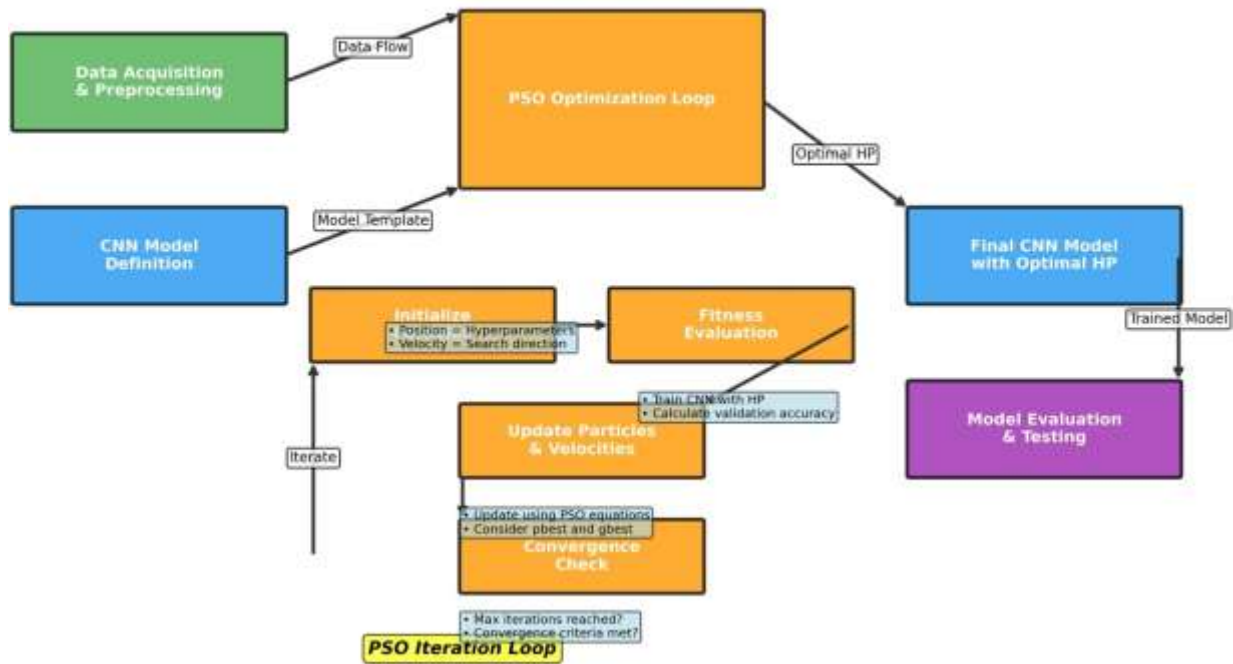 Data Acquisition
& Preprocessing
Data Flow
PSO Optimization Loop
Optimal HP
CNN Model
Definition
Model Template
Final CNN Model
with Optimal HP
Trained Model
Model Evaluation
& Testing
Initialize
• Position = Hyperparameters
• Velocity = Search direction
Fitness
Evaluation
• Train CNN with HP
• Calculate validation accuracy
Update Particles
& Velocities
Iterate
• Update using PSO equations
• Consider pbest and gbest
Convergence
Check
• Max iterations reached?
• Convergence criteria met?
PSO Iteration Loop